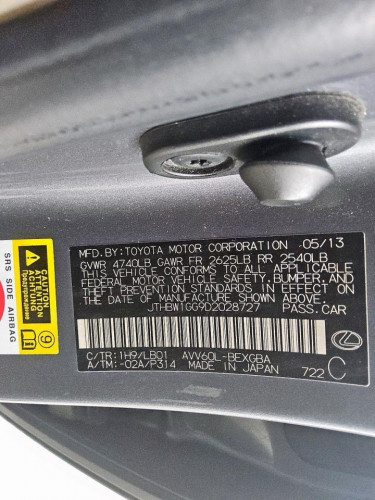 MFD. BY: TOYOTA MOTOR CORPORATION 05/13
GVWR 4740LB GAWR FR 2625LB RR 2540LB
THIS VEHICLE CONFORMS TO ALL APPLICABLE
FEDERAL MOTOR VEHICLE SAFETY, BUMPER, AND
THEFT PREVENTION STANDARDS IN EFFECT ON
THE DATE OF MANUFACTURE SHOWN ABOVE.
JTHBW1GG9D2028727 PASS.CAR
C/TR: 1H9/LB01 AVV60L-BEXGBA
A/TM: -02A/P314 MADE IN JAPAN 722 C
SRS SIDE AIRBAG
CAUTION
ATTENTION
Предупреждение
9